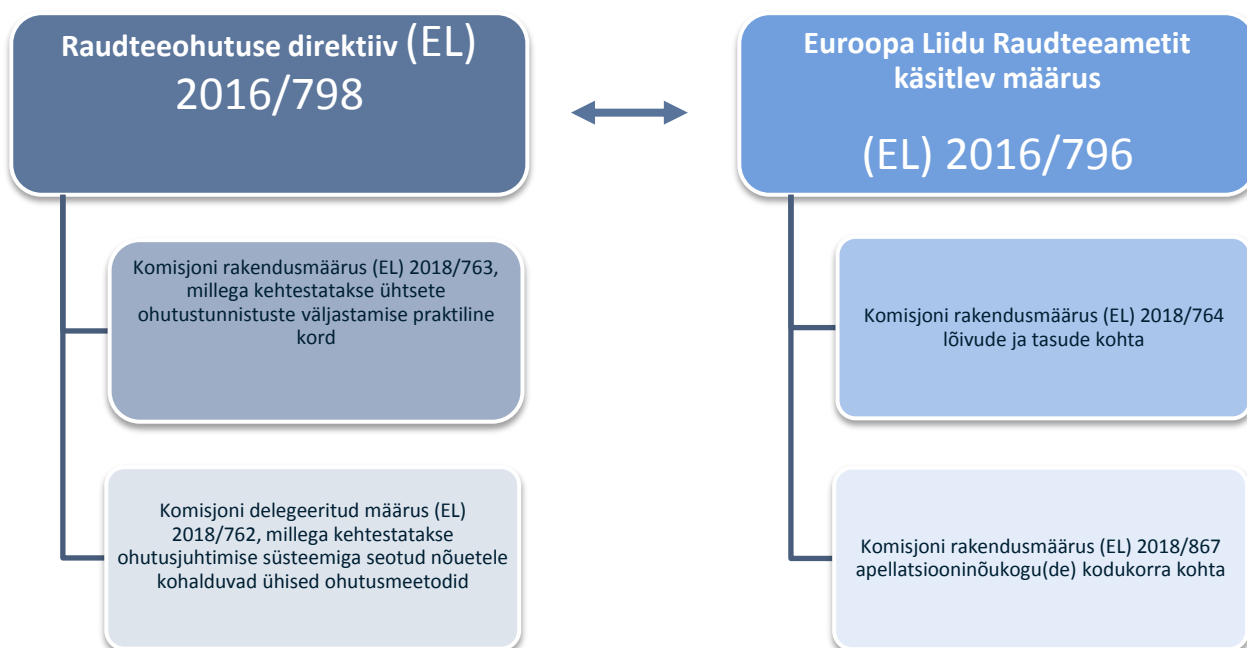 Raudteeohutuse direktiiv (EL)
2016/798
Euroopa Liidu Raudteeametit
käsitlev määrus
(EL) 2016/796
Komisjoni rakendusmäärus (EL) 2018/763,
millega kehtestatakse ühtsete
ohutustunnistuste väljastamise praktiline
kord
Komisjoni rakendusmäärus (EL) 2018/764
lõivude ja tasude kohta
Komisjoni delegeeritud määrus (EL)
2018/762, millega kehtestatakse
ohutusjuhtimise süsteemiga seotud nõuetele
kohalduvad ühised ohutusmeetodid
Komisjoni rakendusmäärus (EL) 2018/867
apellatsiooninõukogu(de) kodukorra kohta